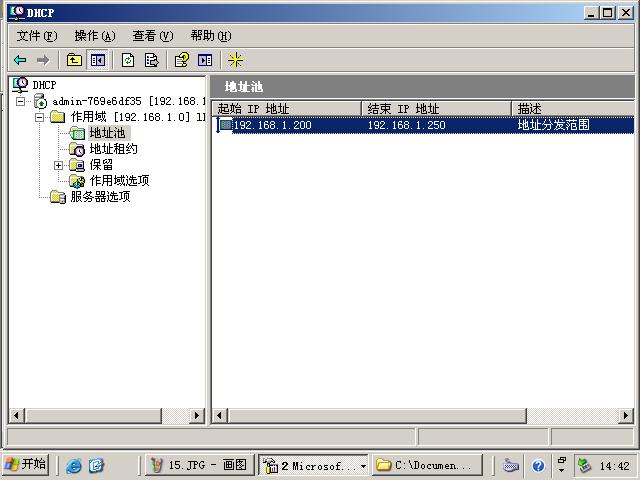 DHCP
文件(F) 操作(A) 查看(V) 帮助(H)
DHCP
admin-769e6df35 [192.168.1
作用域 [192.168.1.0]
地址池
地址租约
保留
作用域选项
服务器选项
地址池
起始 IP 地址 结束 IP 地址 描述
192.168.1.200 192.168.1.250 地址分发范围
开始 15.JPG - 画图 2 Microsof... C:\Documen... 14:42